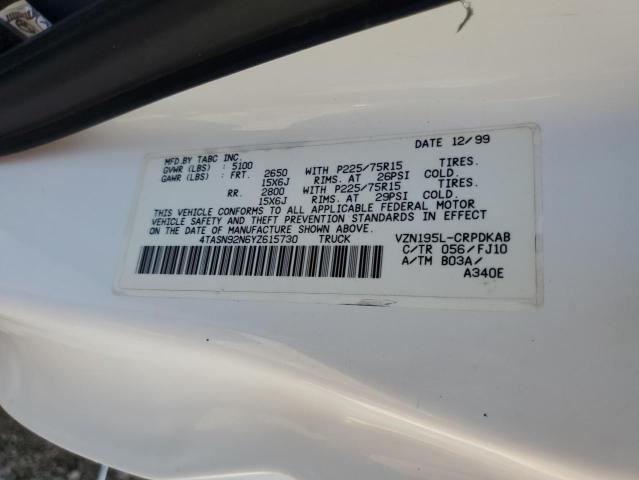 MFD.BY TABC INC. DATE 12/99
GVWR (LBS) : 5100
GAWR (LBS) : FRT. 2650 WITH P225/75R15 TIRES.
15X6J RIMS. AT 26PSI COLD.
RR. 2800 WITH P225/75R15 TIRES.
15X6J RIMS. AT 29PSI COLD.
THIS VEHICLE CONFORMS TO ALL APPLICABLE FEDERAL MOTOR
VEHICLE SAFETY AND THEFT PREVENTION STANDARDS IN EFFECT
ON THE DATE OF MANUFACTURE SHOWN ABOVE.
4TASN92N6YZ615730 TRUCK VZN195L-CRPDKAB
C/TR 056/FJ10
A/TM B03A/
A340E